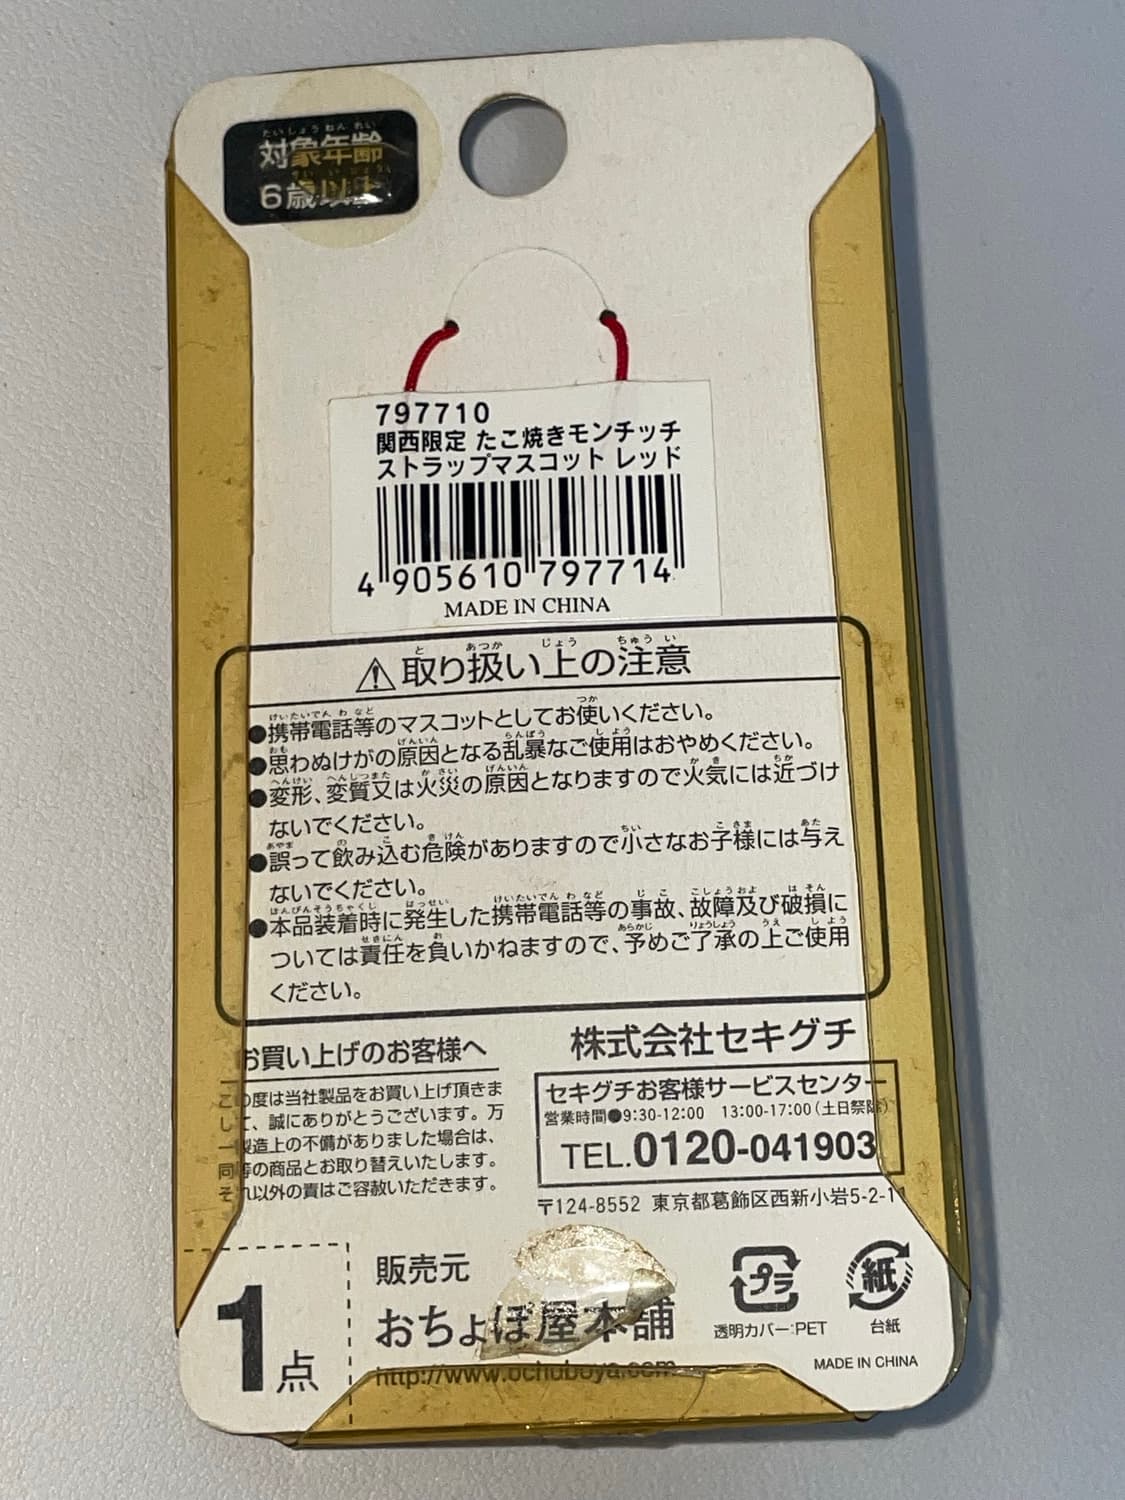 対象年齢
6歳以上
797710
関西限定 たこ焼きモンチッチ
ストラップマスコット レッド
4 905610 797714
MADE IN CHINA
取り扱い上の注意
●携帯電話等のマスコットとしてお使いください。
●思わぬけがの原因となる乱暴なご使用はおやめください。
●変形、変質又は火災の原因となりますので火気には近づけ
ないでください。
●誤って飲み込む危険がありますので小さなお子様には与え
ないでください。
●本品装着時に発生した携帯電話等の事故、故障及び破損に
ついては責任を負いかねますので、予めご了承の上ご使用
ください。
お買い上げのお客様へ
この度は当社製品をお買い上げ頂きま
して、誠にありがとうございます。万
一製造上の不備がありました場合は、
同等の商品とお取り替えいたします。
それ以外の責はご容赦いただきます。
株式会社セキグチ
セキグチお客様サービスセンター
営業時間●9:30-12:00 13:00-17:00(土日祭除)
TEL.0120-041903
〒124-8552 東京都葛飾区西新小岩5-2-11
1点
販売元
おちょぼ屋本舗
http://www.ochoboya.com
プラ
透明カバー:PET
紙
台紙
MADE IN CHINA